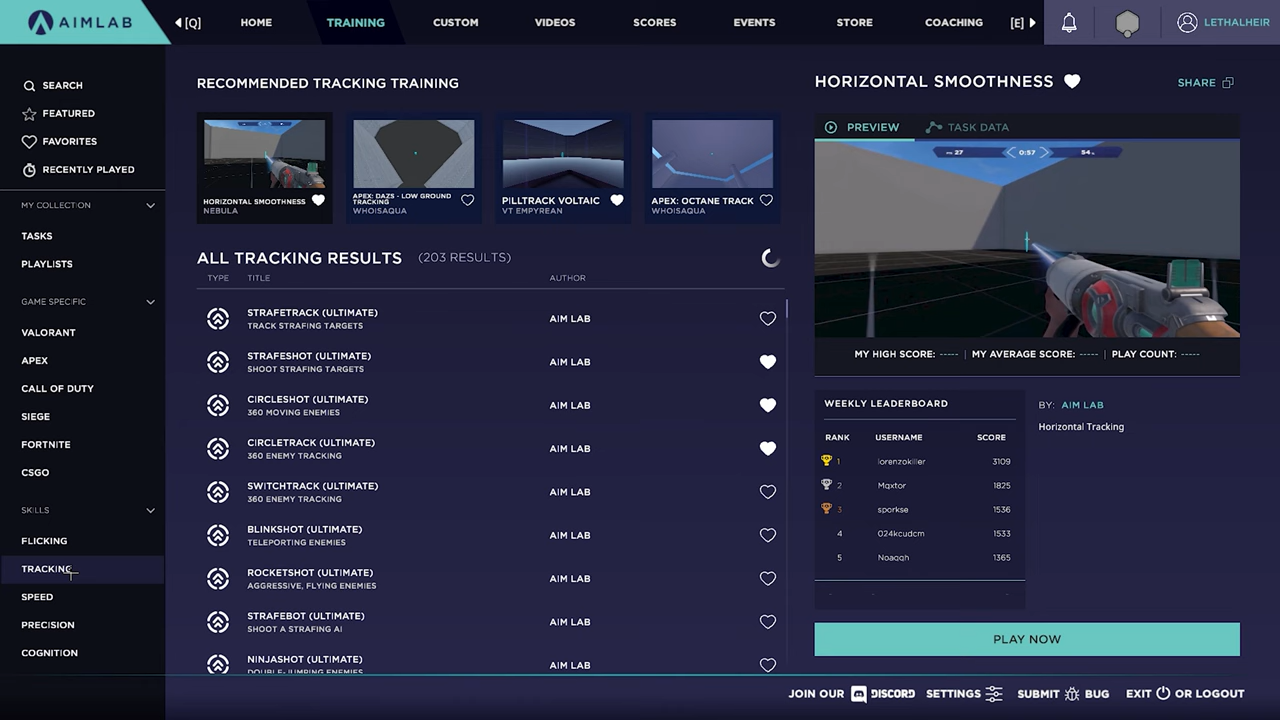 AIMLAB
[Q]
HOME
TRAINING
CUSTOM
VIDEOS
SCORES
EVENTS
STORE
COACHING
[E]
LETHALHEIR
SEARCH
FEATURED
FAVORITES
RECENTLY PLAYED
MY COLLECTION
TASKS
PLAYLISTS
GAME SPECIFIC
VALORANT
APEX
CALL OF DUTY
SIEGE
FORTNITE
CSGO
SKILLS
FLICKING
TRACKING
SPEED
PRECISION
COGNITION
RECOMMENDED TRACKING TRAINING
HORIZONTAL SMOOTHNESS
NEBULA
APEX: DAZS - LOW GROUND
TRACKING
WHOISAQUA
PILLTRACK VOLTAIC
VT EMPYREAN
APEX: OCTANE TRACK
WHOISAQUA
ALL TRACKING RESULTS (203 RESULTS)
TYPE TITLE AUTHOR
STRAFETRACK (ULTIMATE)
TRACK STRAFING TARGETS
AIM LAB
STRAFESHOT (ULTIMATE)
SHOOT STRAFING TARGETS
AIM LAB
CIRCLESHOT (ULTIMATE)
360 MOVING ENEMIES
AIM LAB
CIRCLETRACK (ULTIMATE)
360 ENEMY TRACKING
AIM LAB
SWITCHTRACK (ULTIMATE)
360 ENEMY TRACKING
AIM LAB
BLINKSHOT (ULTIMATE)
TELEPORTING ENEMIES
AIM LAB
ROCKETSHOT (ULTIMATE)
AGGRESSIVE, FLYING ENEMIES
AIM LAB
STRAFEBOT (ULTIMATE)
SHOOT A STRAFING AI
AIM LAB
NINJASHOT (ULTIMATE)
DOUBLE-JUMPING ENEMIES
AIM LAB
HORIZONTAL SMOOTHNESS
SHARE
PREVIEW
TASK DATA
27 0:57 54
MY HIGH SCORE: ----- | MY AVERAGE SCORE: ----- | PLAY COUNT: -----
WEEKLY LEADERBOARD
RANK USERNAME SCORE
1 lorenzokiller 3109
2 Mqxtor 1825
3 sporkse 1536
4 024kcudcm 1533
5 Noaqqh 1365
- - -
BY: AIM LAB
Horizontal Tracking
PLAY NOW
JOIN OUR DISCORD
SETTINGS
SUBMIT BUG
EXIT OR LOGOUT